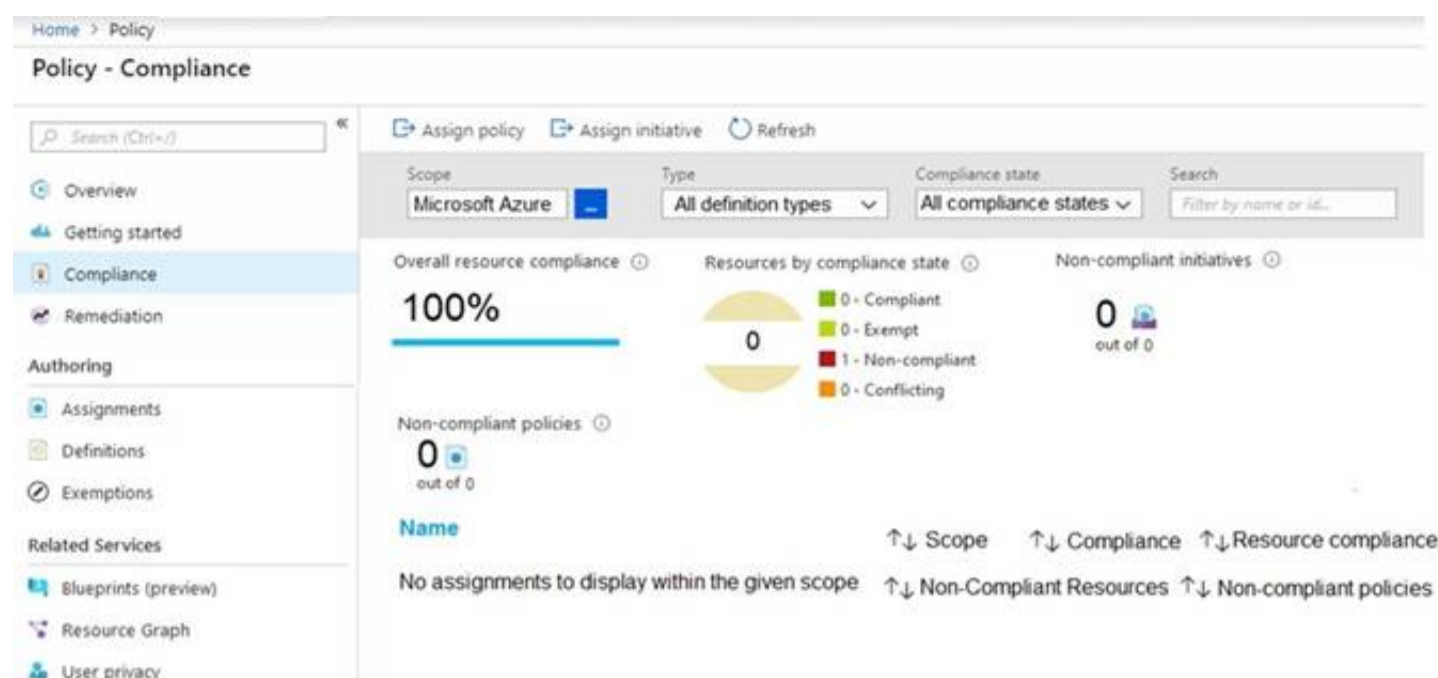 Home > Policy
Policy - Compliance
Search (Ctrl+/)
«
Overview
Getting started
Compliance
Remediation
Authoring
Assignments
Definitions
Exemptions
Related Services
Blueprints (preview)
Resource Graph
User privacy
Assign policy Assign initiative Refresh
Scope Type Compliance state Search
Microsoft Azure ... All definition types All compliance states Filter by name or id...
Overall resource compliance
100%
Resources by compliance state
0
0 - Compliant
0 - Exempt
1 - Non-compliant
0 - Conflicting
Non-compliant initiatives
0
out of 0
Non-compliant policies
0
out of 0
Name
↑↓ Scope ↑↓ Compliance ↑↓ Resource compliance
No assignments to display within the given scope ↑↓ Non-Compliant Resources ↑↓ Non-compliant policies